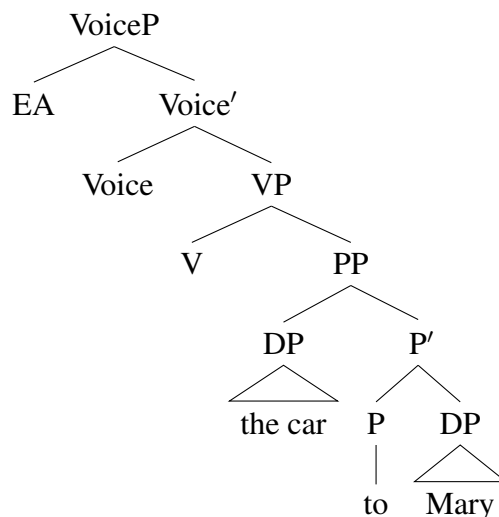 VoiceP
EA Voice′
Voice VP
V PP
DP P′
the car P DP
to Mary